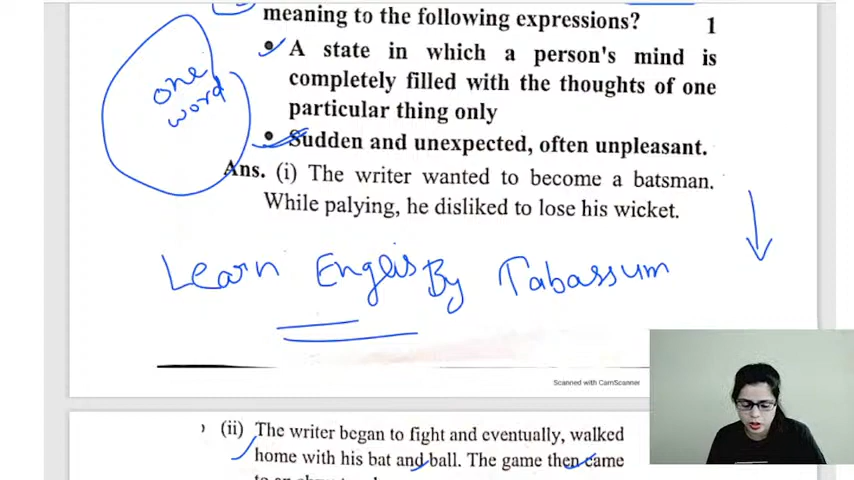 meaning to the following expressions? 1
• A state in which a person's mind is
completely filled with the thoughts of one
particular thing only
• Sudden and unexpected, often unpleasant.
one
word
Ans. (i) The writer wanted to become a batsman.
While palying, he disliked to lose his wicket.
Learn Englis By Tabassum
Scanned with CamScanner
(ii) The writer began to fight and eventually, walked
home with his bat and ball. The game then came